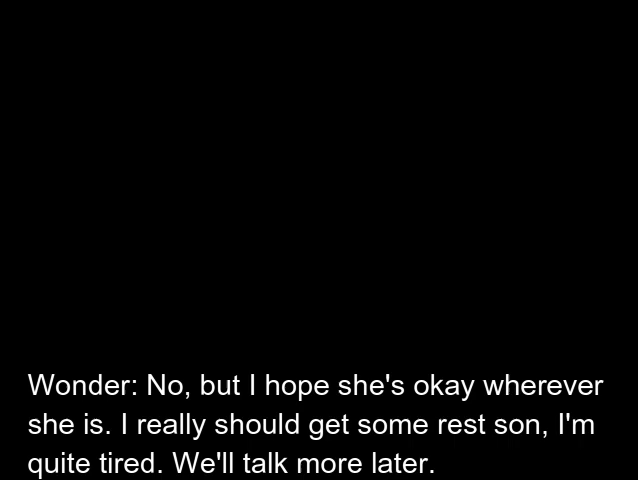 Wonder: No, but I hope she's okay wherever
she is. I really should get some rest son, I'm
quite tired. We'll talk more later.